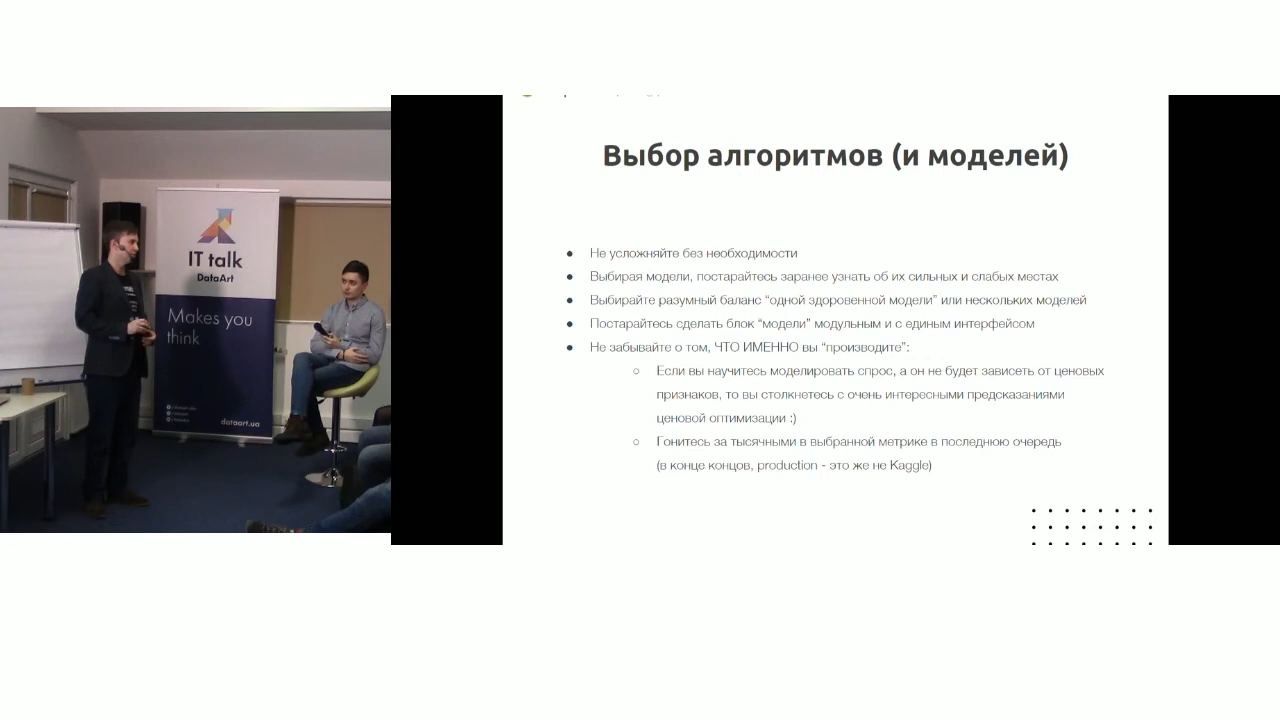 IT talk
DataArt
Makes you
think
dataart.ua
Выбор алгоритмов (и моделей)
● Не усложняйте без необходимости
● Выбирая модели, постарайтесь заранее узнать об их сильных и слабых местах
● Выбирайте разумный баланс “одной здоровенной модели” или нескольких моделей
● Постарайтесь сделать блок “модели” модульным и с единым интерфейсом
● Не забывайте о том, ЧТО ИМЕННО вы “производите”:
○ Если вы научитесь моделировать спрос, а он не будет зависеть от ценовых
признаков, то вы столкнетесь с очень интересными предсказаниями
ценовой оптимизации :)
○ Гонитесь за тысячными в выбранной метрике в последнюю очередь
(в конце концов, production - это же не Kaggle)